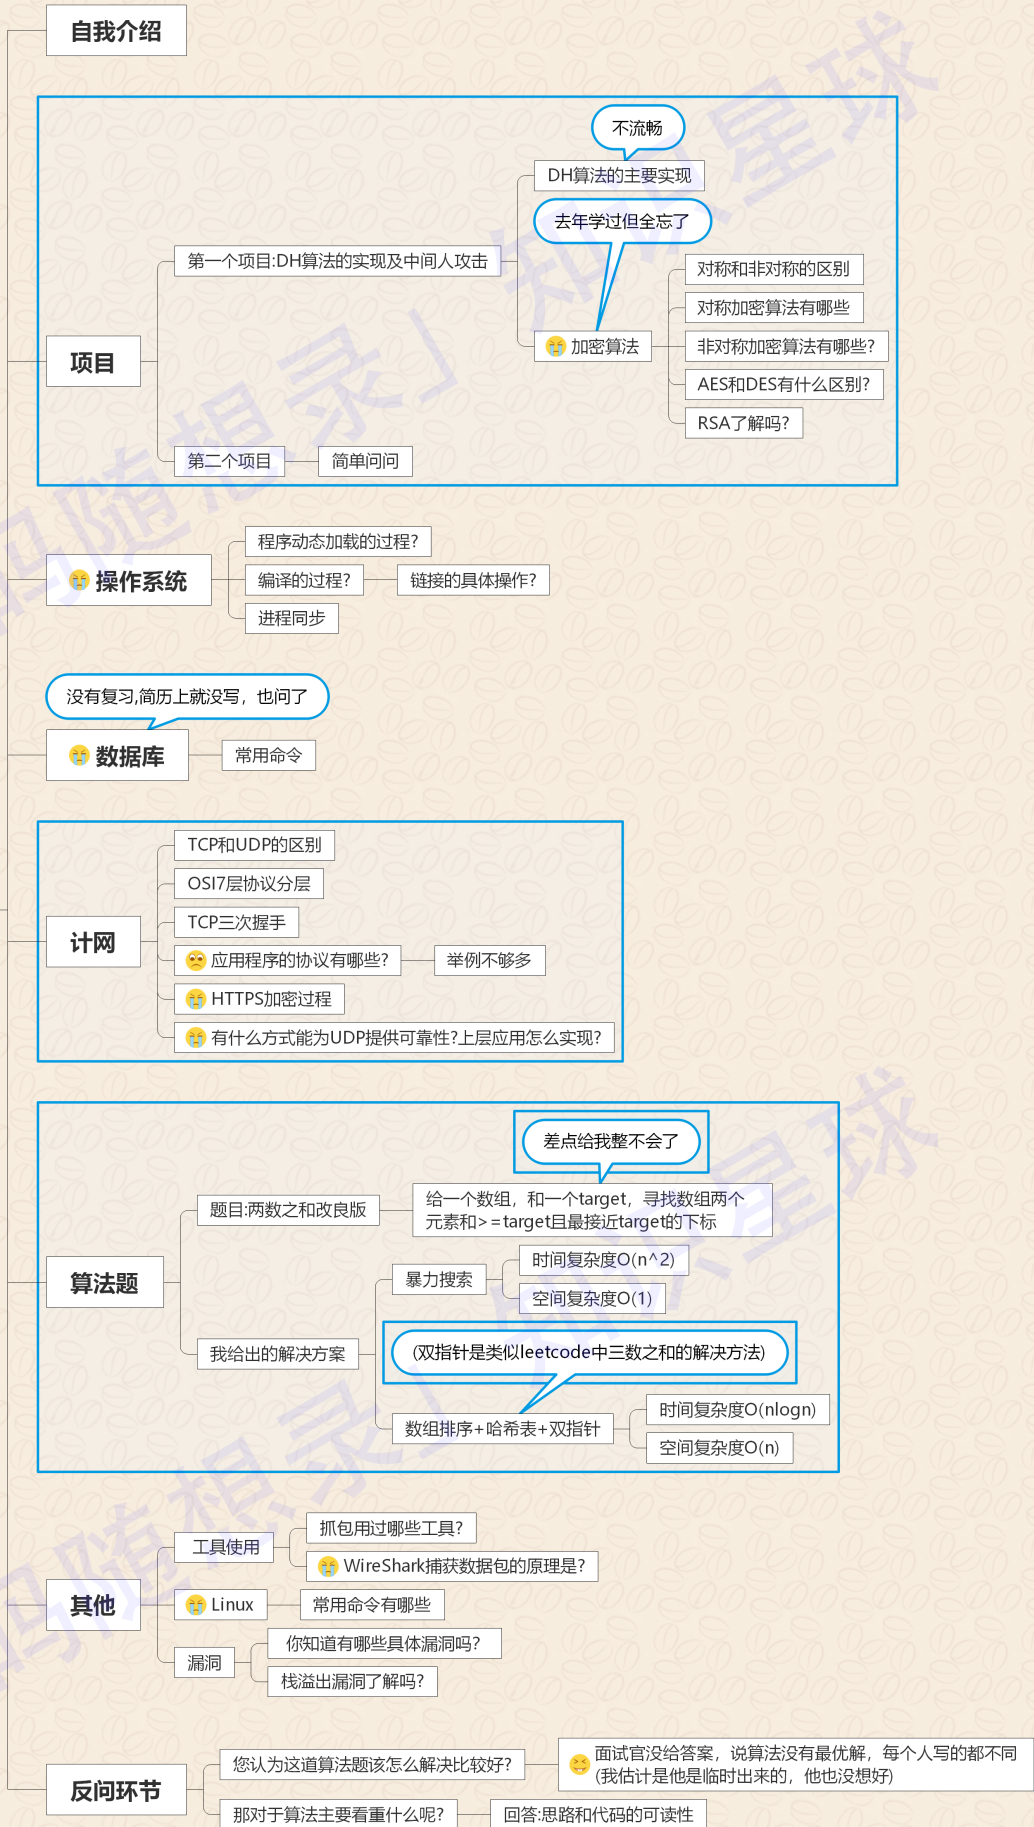 自我介绍
不流畅
DH算法的主要实现
去年学过但全忘了
第一个项目:DH算法的实现及中间人攻击
对称和非对称的区别
对称加密算法有哪些
加密算法
非对称加密算法有哪些?
项目
AES和DES有什么区别?
RSA了解吗?
第二个项目
简单问问
程序动态加载的过程?
操作系统
编译的过程?
链接的具体操作?
进程同步
没有复习,简历上就没写，也问了
数据库
常用命令
TCP和UDP的区别
OSI7层协议分层
TCP三次握手
计网
应用程序的协议有哪些?
举例不够多
HTTPS加密过程
有什么方式能为UDP提供可靠性?上层应用怎么实现?
差点给我整不会了
题目:两数之和改良版
给一个数组，和一个target，寻找数组两个
元素和>=target且最接近target的下标
算法题
暴力搜索
时间复杂度O(n^2)
空间复杂度O(1)
我给出的解决方案
(双指针是类似leetcode中三数之和的解决方法)
数组排序+哈希表+双指针
时间复杂度O(nlogn)
空间复杂度O(n)
工具使用
抓包用过哪些工具?
WireShark捕获数据包的原理是?
其他
Linux
常用命令有哪些
漏洞
你知道有哪些具体漏洞吗?
栈溢出漏洞了解吗?
反问环节
您认为这道算法题该怎么解决比较好?
面试官没给答案，说算法没有最优解，每个人写的都不同
(我估计是他是临时出来的，他也没想好)
那对于算法主要看重什么呢?
回答:思路和代码的可读性
码随想录」知识星球
码随想录」知识星球